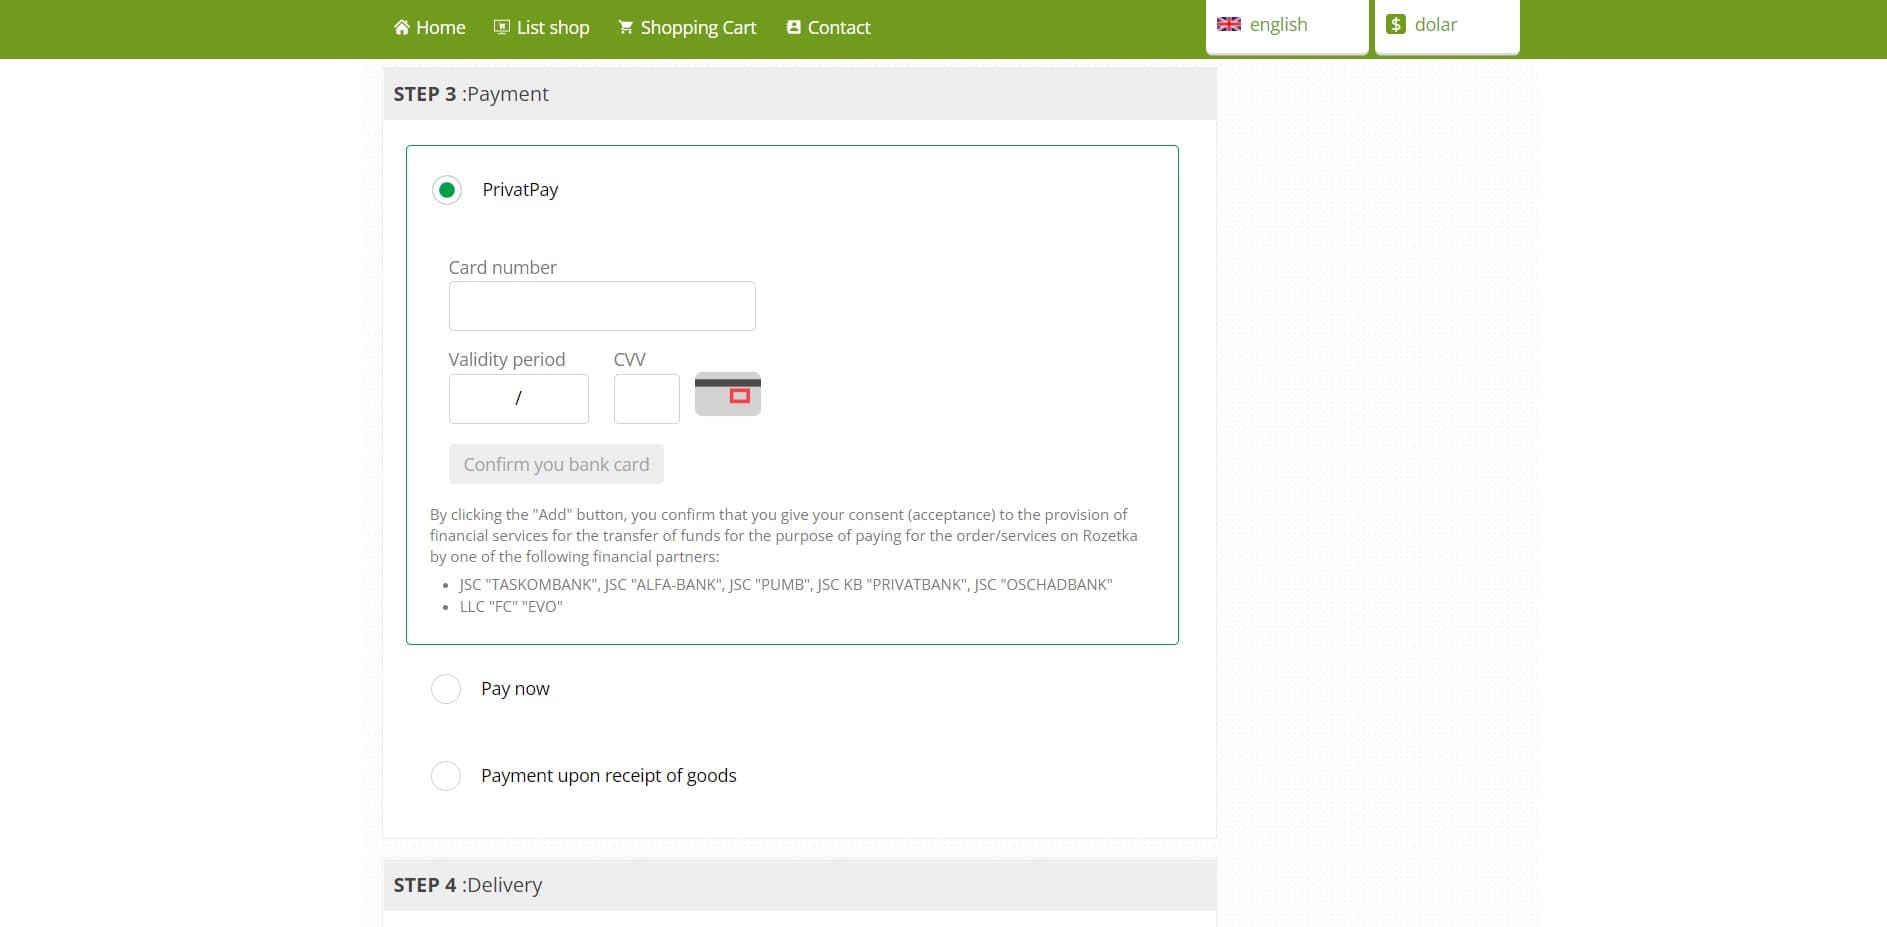 Home List shop Shopping Cart Contact english $ dolar
STEP 3 :Payment
PrivatPay
Card number
Validity period CVV
/
Confirm you bank card
By clicking the "Add" button, you confirm that you give your consent (acceptance) to the provision of
financial services for the transfer of funds for the purpose of paying for the order/services on Rozetka
by one of the following financial partners:
• JSC "TASKOMBANK", JSC "ALFA-BANK", JSC "PUMB", JSC KB "PRIVATBANK", JSC "OSCHADBANK"
• LLC "FC" "EVO"
Pay now
Payment upon receipt of goods
STEP 4 :Delivery